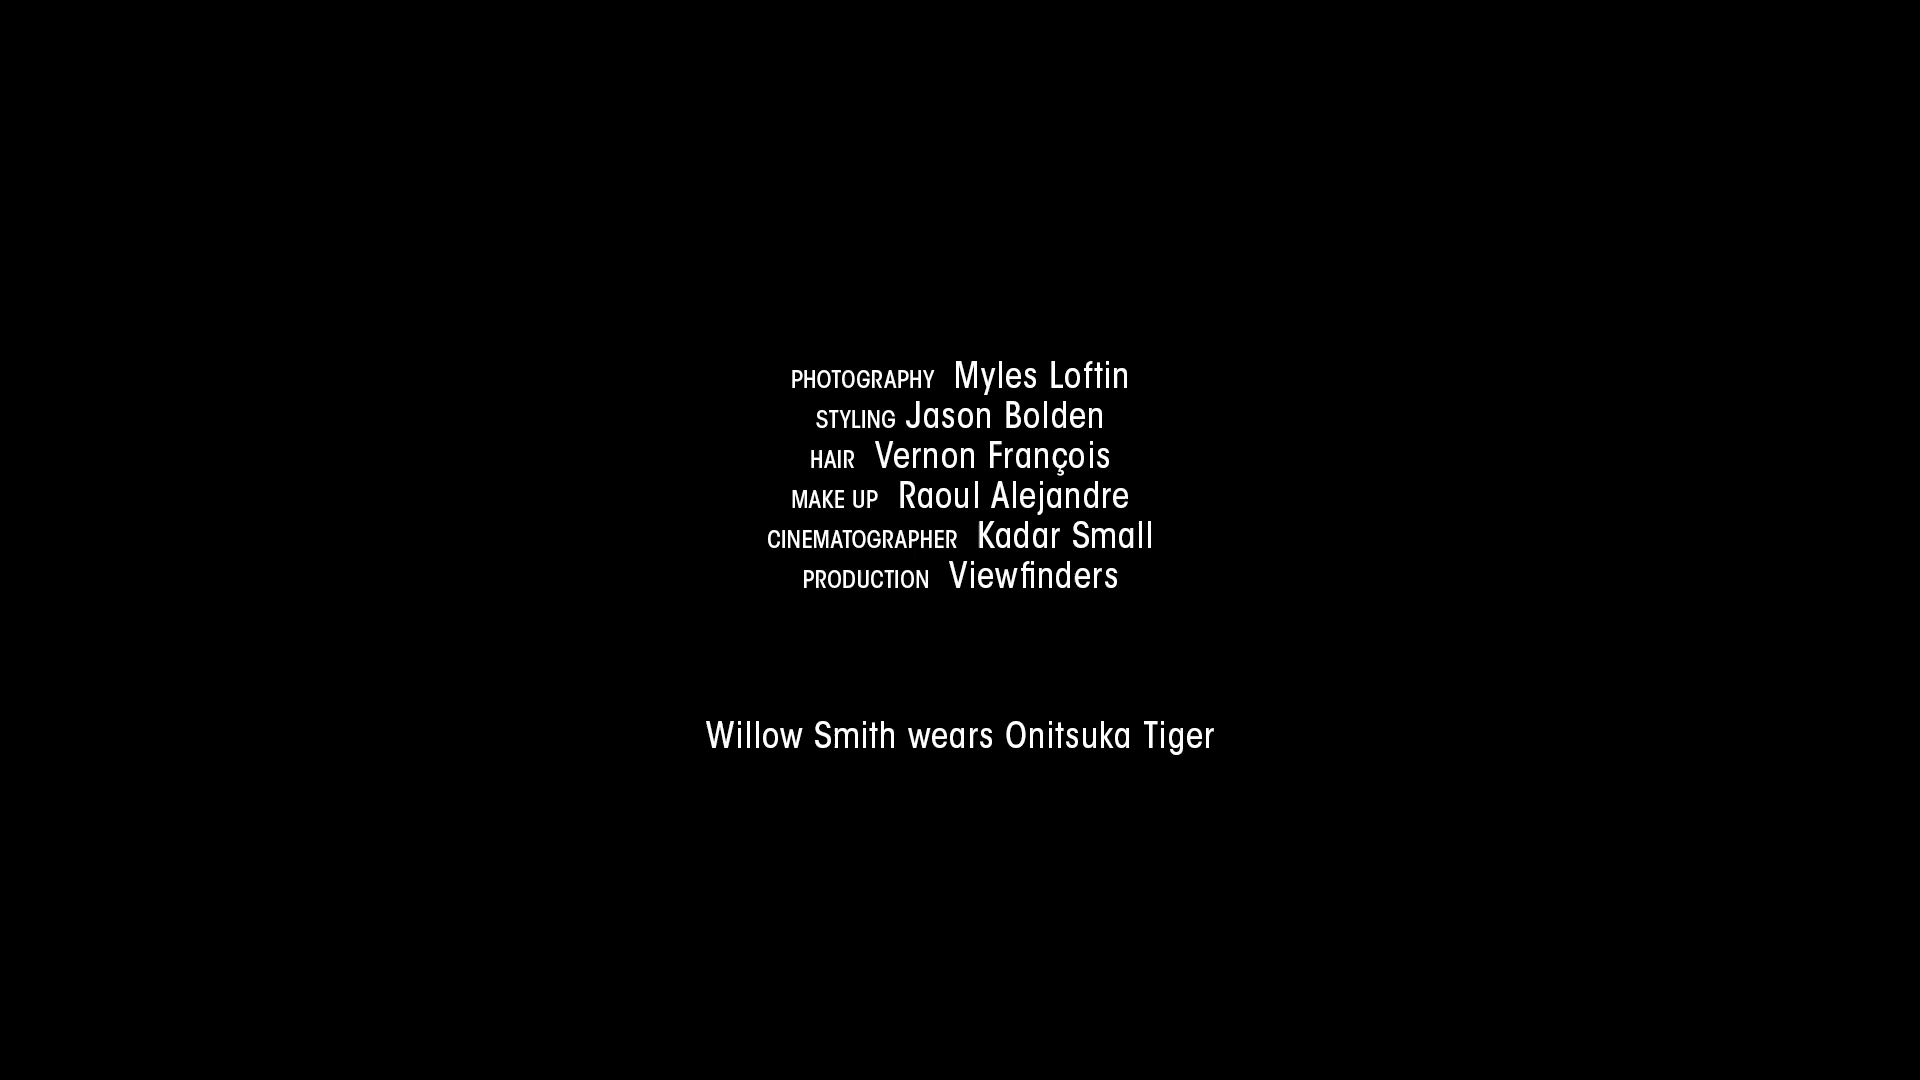 PHOTOGRAPHY Myles Loftin
STYLING Jason Bolden
HAIR Vernon François
MAKE UP Raoul Alejandre
CINEMATOGRAPHER Kadar Small
PRODUCTION Viewfinders
Willow Smith wears Onitsuka Tiger